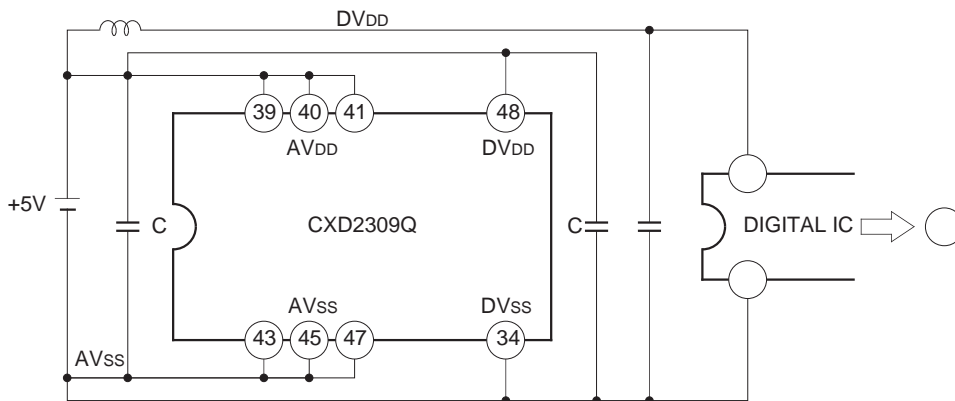 DVDD
39 40 41 48
AVDD DVDD
+5V C CXD2309Q C DIGITAL IC
AVSS DVSS
43 45 47 34
AVSS